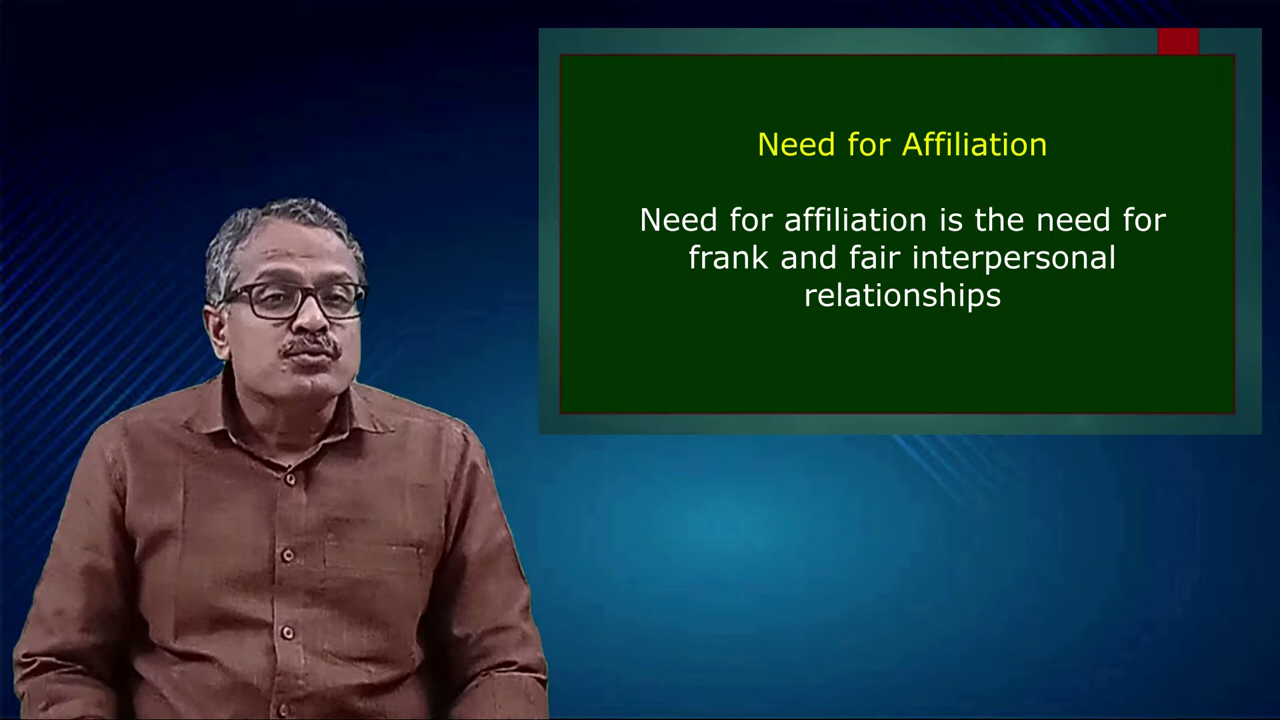 Need for Affiliation
Need for affiliation is the need for
frank and fair interpersonal
relationships